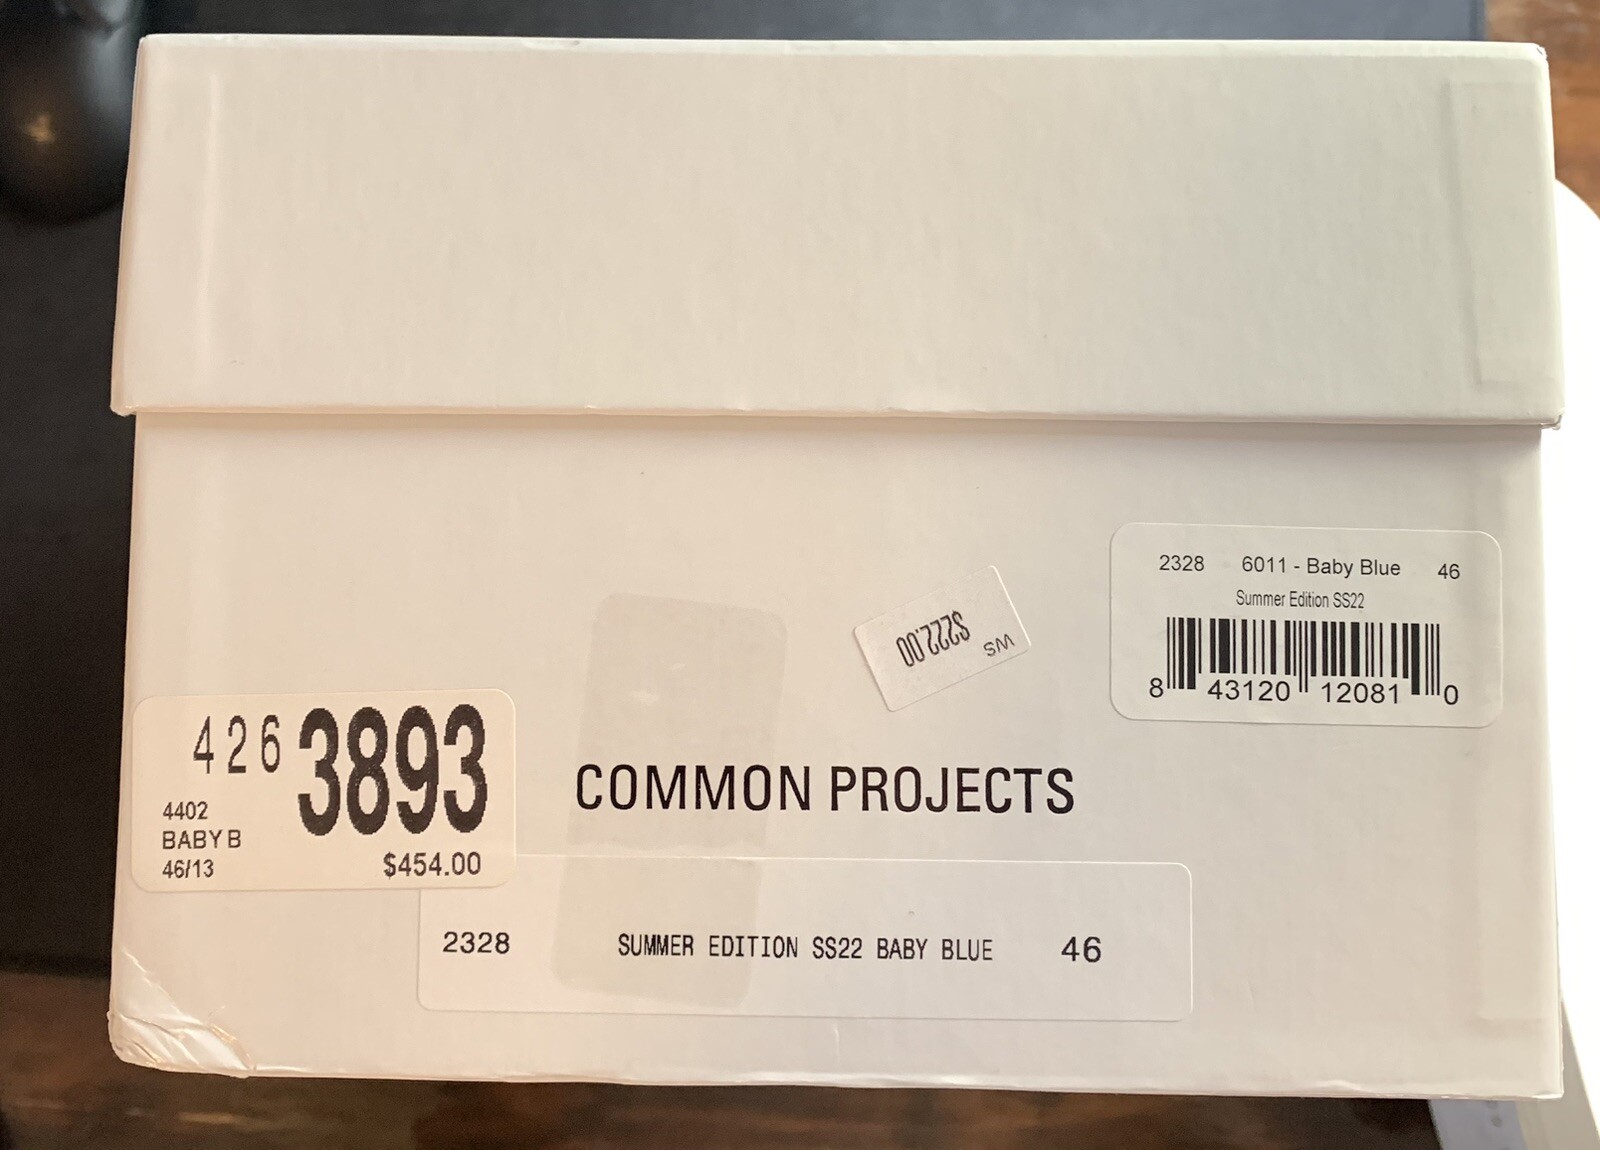 2328 6011 - Baby Blue 46
Summer Edition SS22
8 43120 12081 0
$222.00
WS
426 3893
4402
BABY B
46/13 $454.00
COMMON PROJECTS
2328 SUMMER EDITION SS22 BABY BLUE 46